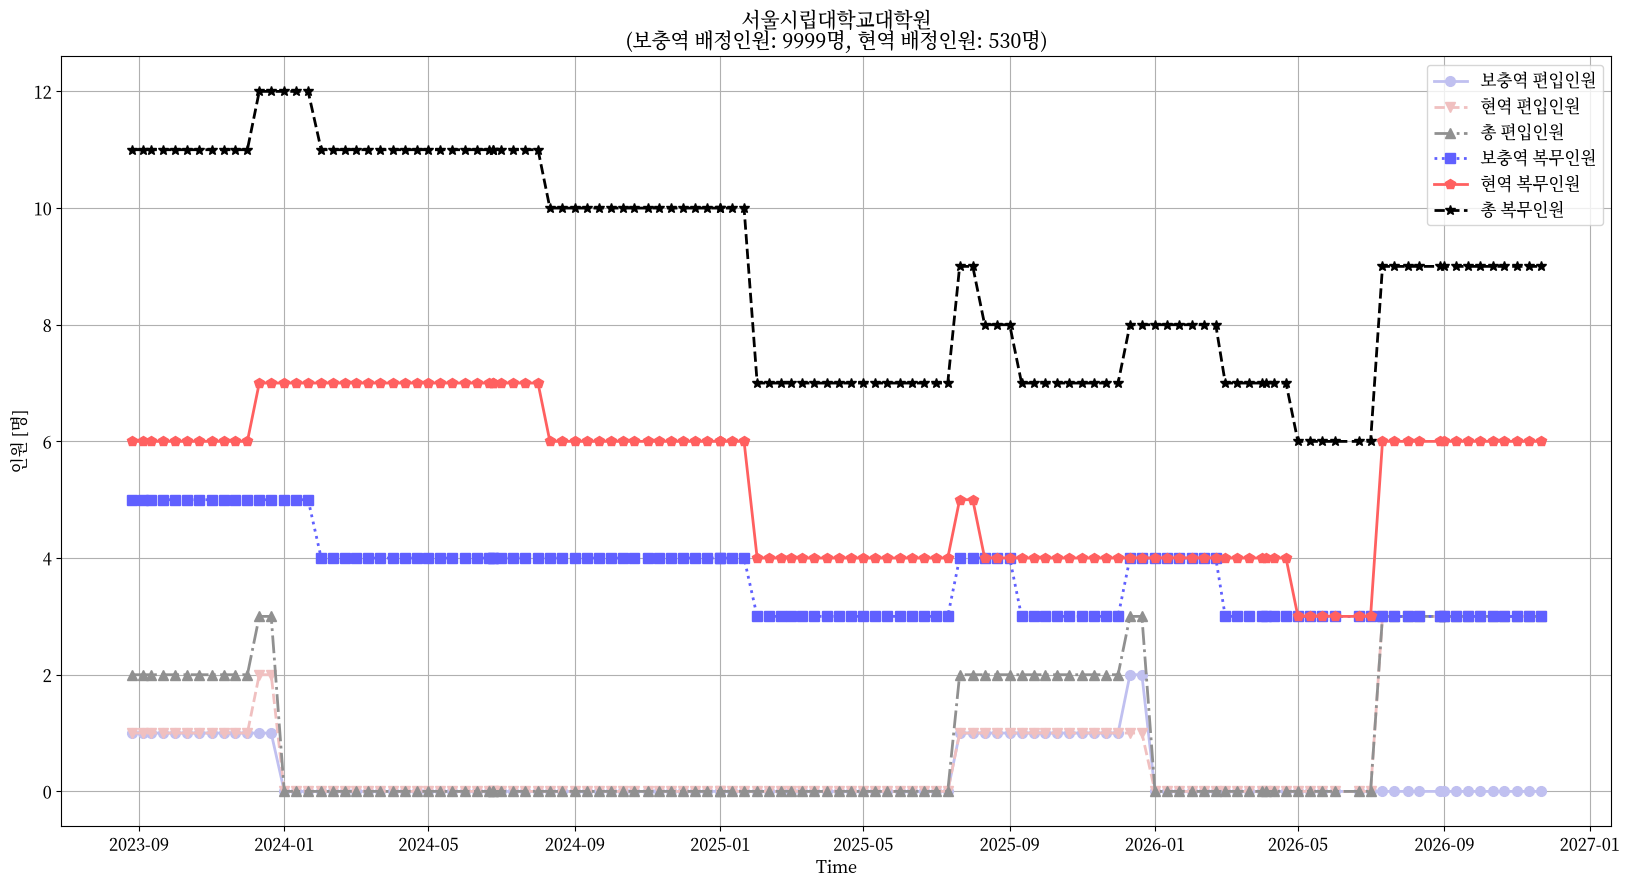 서울시립대학교대학원
(보충역 배정인원: 9999명, 현역 배정인원: 530명)
보충역 편입인원
현역 편입인원
총 편입인원
보충역 복무인원
현역 복무인원
총 복무인원
인원 [명]
12
10
8
6
4
2
0
2023-09
2024-01
2024-05
2024-09
2025-01
2025-05
2025-09
2026-01
2026-05
2026-09
2027-01
Time